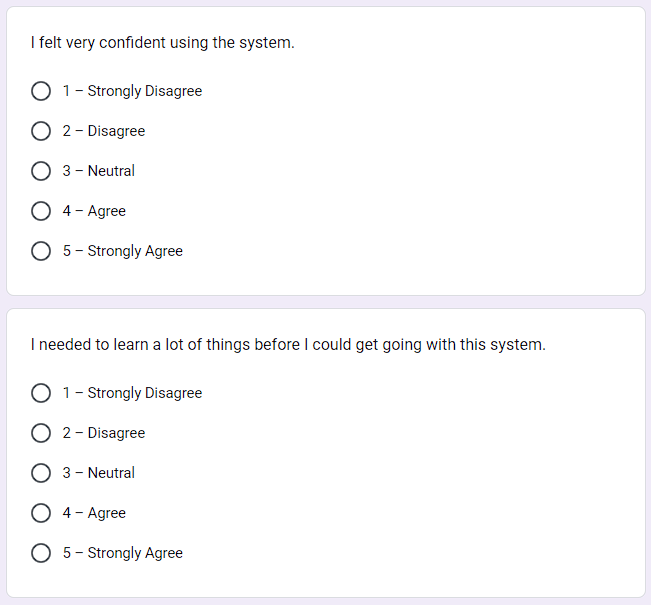 I felt very confident using the system.
1 – Strongly Disagree
2 – Disagree
3 – Neutral
4 – Agree
5 – Strongly Agree
I needed to learn a lot of things before I could get going with this system.
1 – Strongly Disagree
2 – Disagree
3 – Neutral
4 – Agree
5 – Strongly Agree